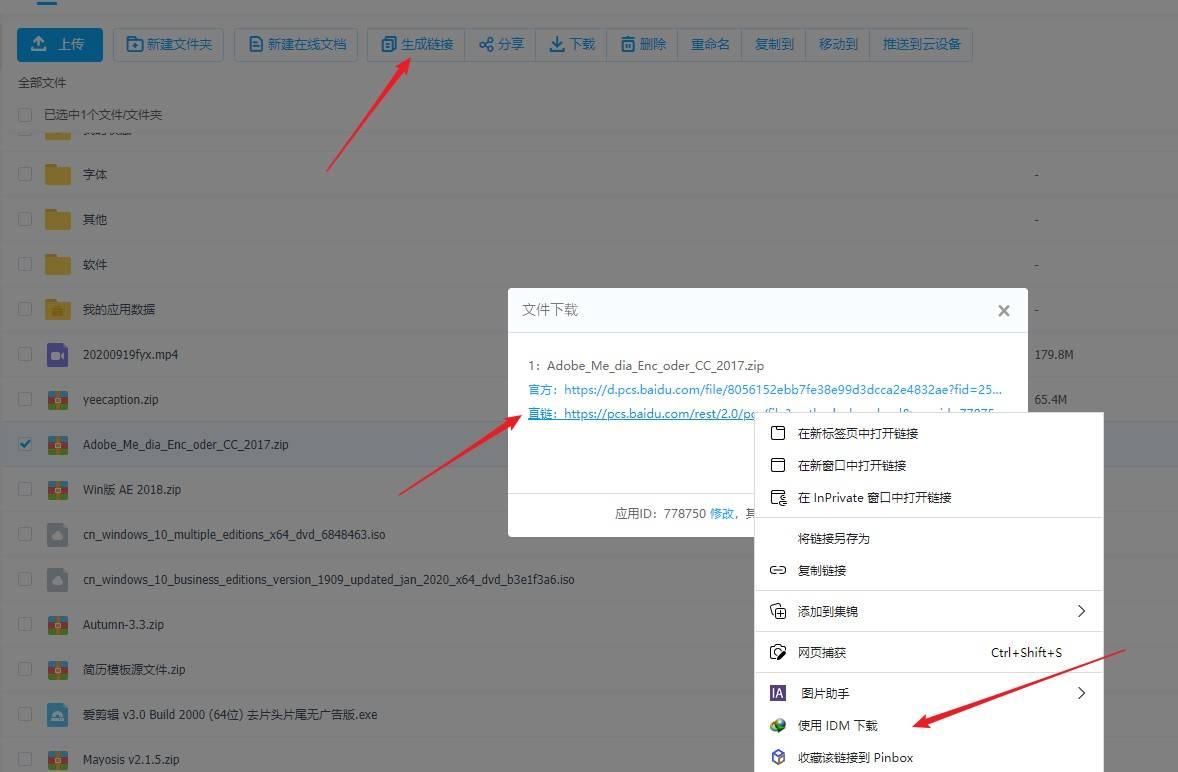 上传 新建文件夹 新建在线文档 生成链接 分享 下载 删除 重命名 复制到 移动到 推送到云设备
全部文件
已选中1个文件/文件夹
字体 -
其他 -
软件 -
我的应用数据 -
20200919fyx.mp4 179.8M
yeecaption.zip 65.4M
Adobe_Me_dia_Enc_oder_CC_2017.zip
Win版 AE 2018.zip
cn_windows_10_multiple_editions_x64_dvd_6848463.iso
cn_windows_10_business_editions_version_1909_updated_jan_2020_x64_dvd_b3e1f3a6.iso
Autumn-3.3.zip
简历模板源文件.zip
爱剪辑 v3.0 Build 2000 (64位) 去片头片尾无广告版.exe
Mayosis v2.1.5.zip
文件下载
1：Adobe_Me_dia_Enc_oder_CC_2017.zip
官方：https://d.pcs.baidu.com/file/8056152ebb7fe38e99d3dcca2e4832ae?fid=25...
直链：https://pcs.baidu.com/rest/2.0/pc
应用ID：778750 修改，
在新标签页中打开链接
在新窗口中打开链接
在 InPrivate 窗口中打开链接
将链接另存为
复制链接
添加到集锦
网页捕获 Ctrl+Shift+S
IA 图片助手
使用 IDM 下载
收藏该链接到 Pinbox